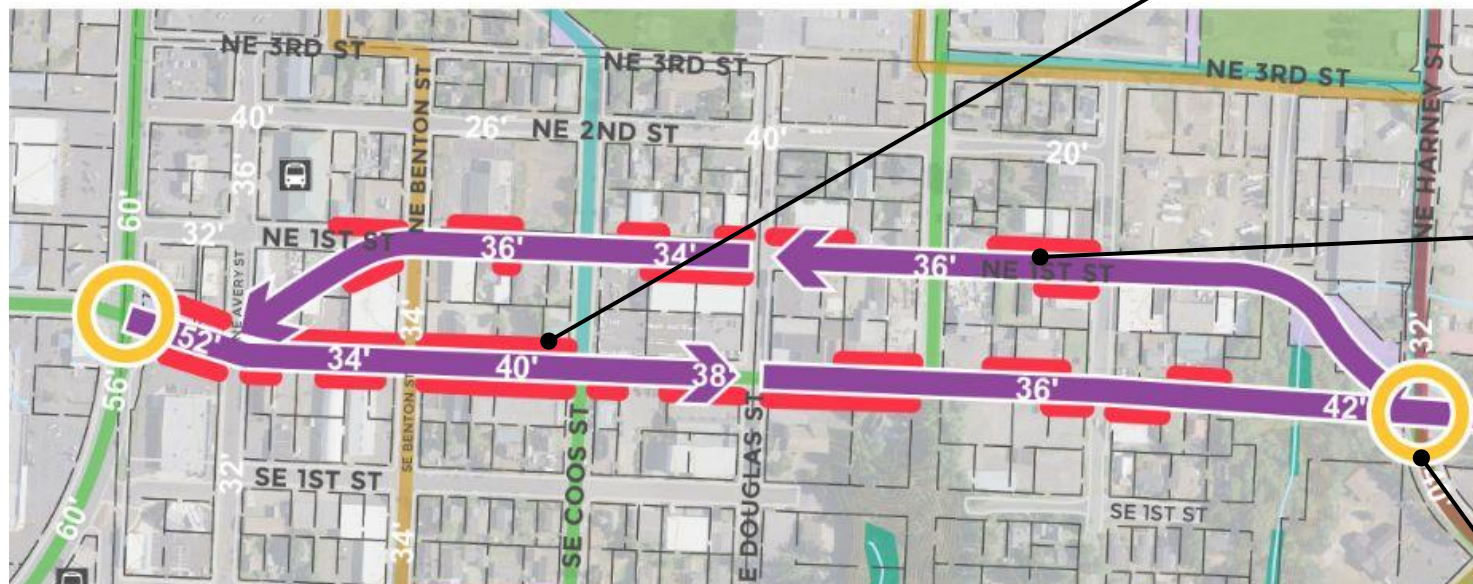 NE 3RD ST
NE 3RD ST
NE 3RD ST
NE HARNEY ST
40'
26'
NE 2ND ST
40'
20'
NE BENTON ST
36'
60'
32'
NE 1ST ST
36'
34'
36'
NE 1ST ST
AVERY ST
52'
34'
34'
40'
38
36'
42'
32'
56'
SE BENTON ST
SE COOS ST
E DOUGLAS ST
32'
SE 1ST ST
SE 1ST ST
60'
34'